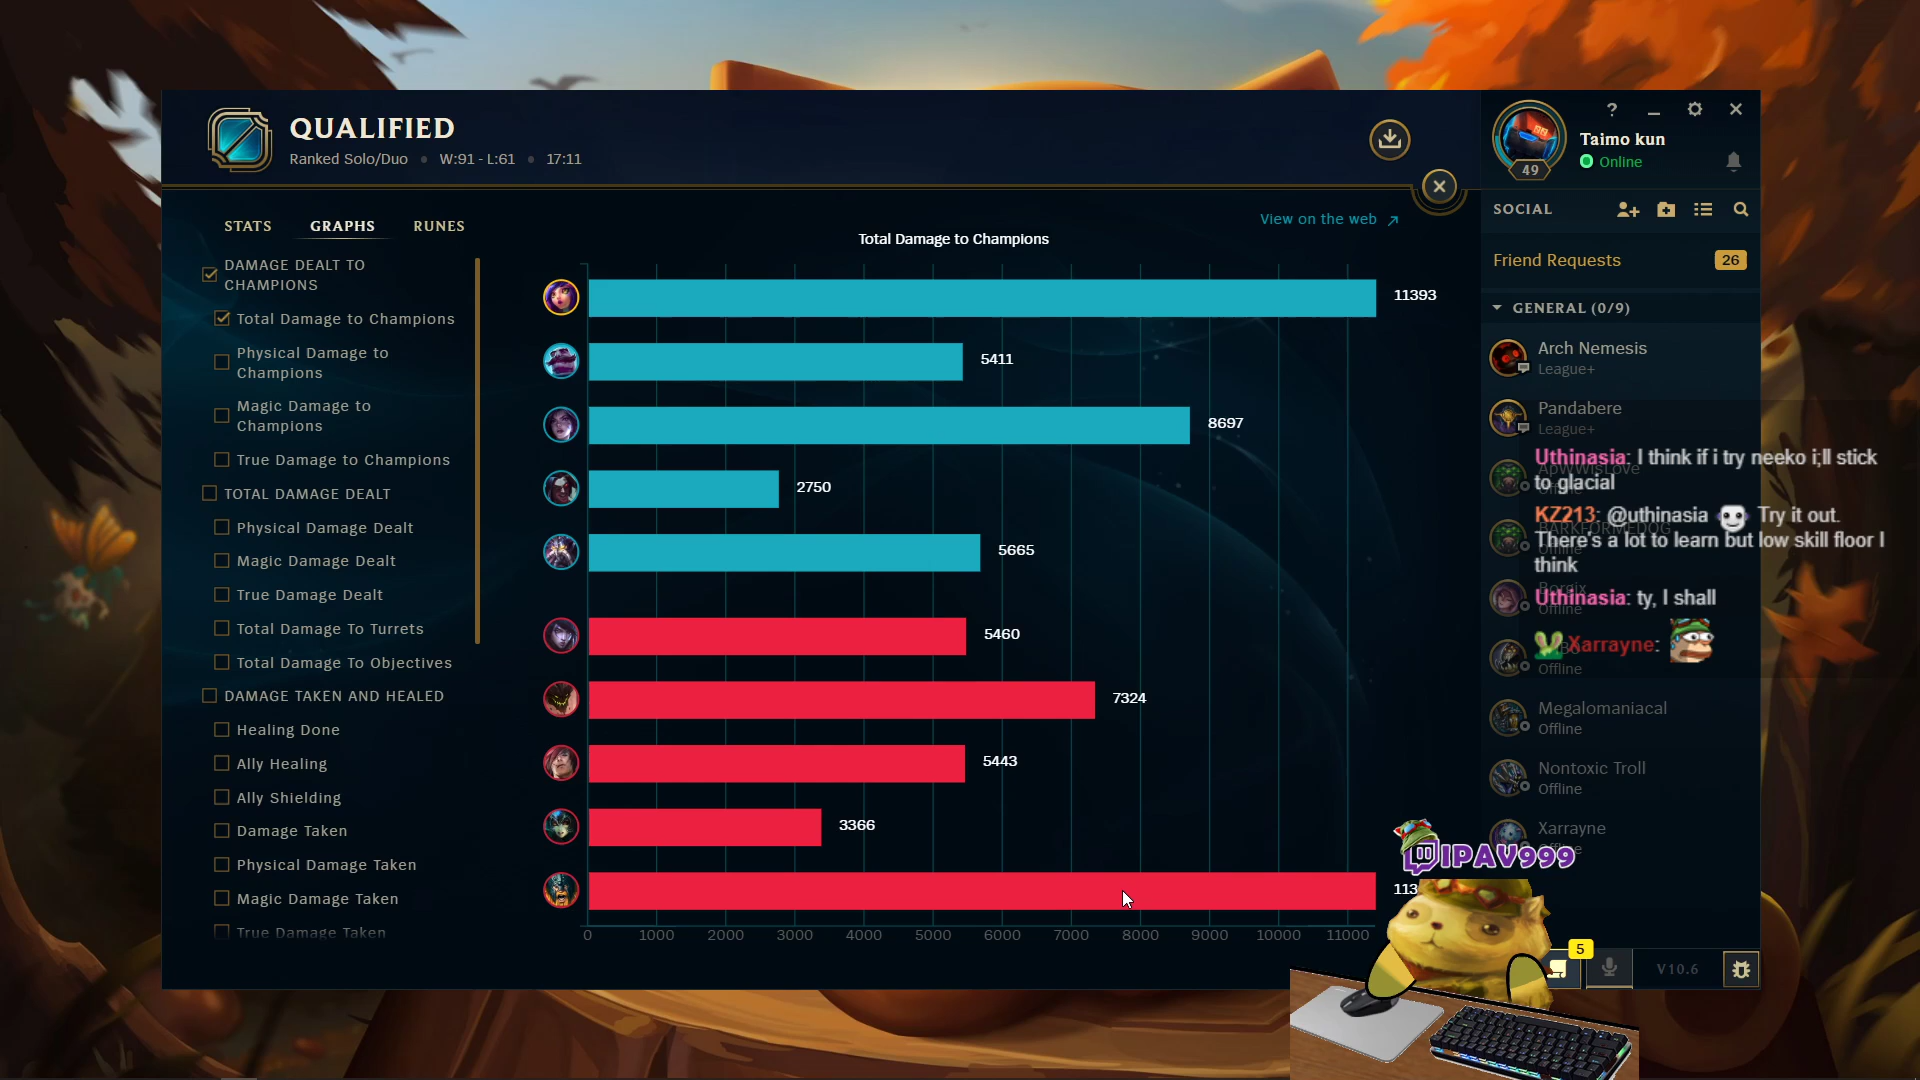 QUALIFIED
Ranked Solo/Duo • W:91 - L:61 • 17:11
?
Taimo kun
Online
49
STATS GRAPHS RUNES
View on the web
Total Damage to Champions
DAMAGE DEALT TO
CHAMPIONS
Total Damage to Champions
Physical Damage to
Champions
Magic Damage to
Champions
True Damage to Champions
TOTAL DAMAGE DEALT
Physical Damage Dealt
Magic Damage Dealt
True Damage Dealt
Total Damage To Turrets
Total Damage To Objectives
DAMAGE TAKEN AND HEALED
Healing Done
Ally Healing
Ally Shielding
Damage Taken
Physical Damage Taken
Magic Damage Taken
True Damage Taken
11393
5411
8697
2750
5665
5460
7324
5443
3366
113
0 1000 2000 3000 4000 5000 6000 7000 8000 9000 10000 11000
SOCIAL
Friend Requests 26
GENERAL (0/9)
Arch Nemesis
League+
Pandabere
League+
Uthinasia: I think if i try neeko i;ll stick
to glacial
KZ213: @uthinasia Try it out.
There's a lot to learn but low skill floor I
think
Uthinasia: ty, I shall
Offline
Xarrayne:
Offline
Megalomaniacal
Offline
Nontoxic Troll
Offline
Xarrayne
IPAV999
5
V10.6